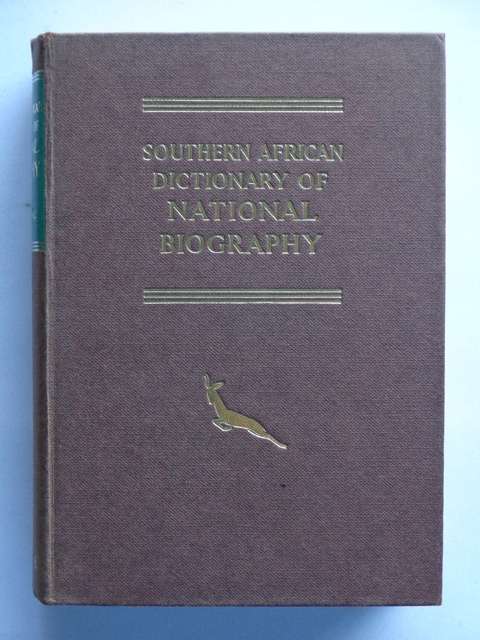 SOUTHERN AFRICAN
DICTIONARY OF
NATIONAL
BIOGRAPHY